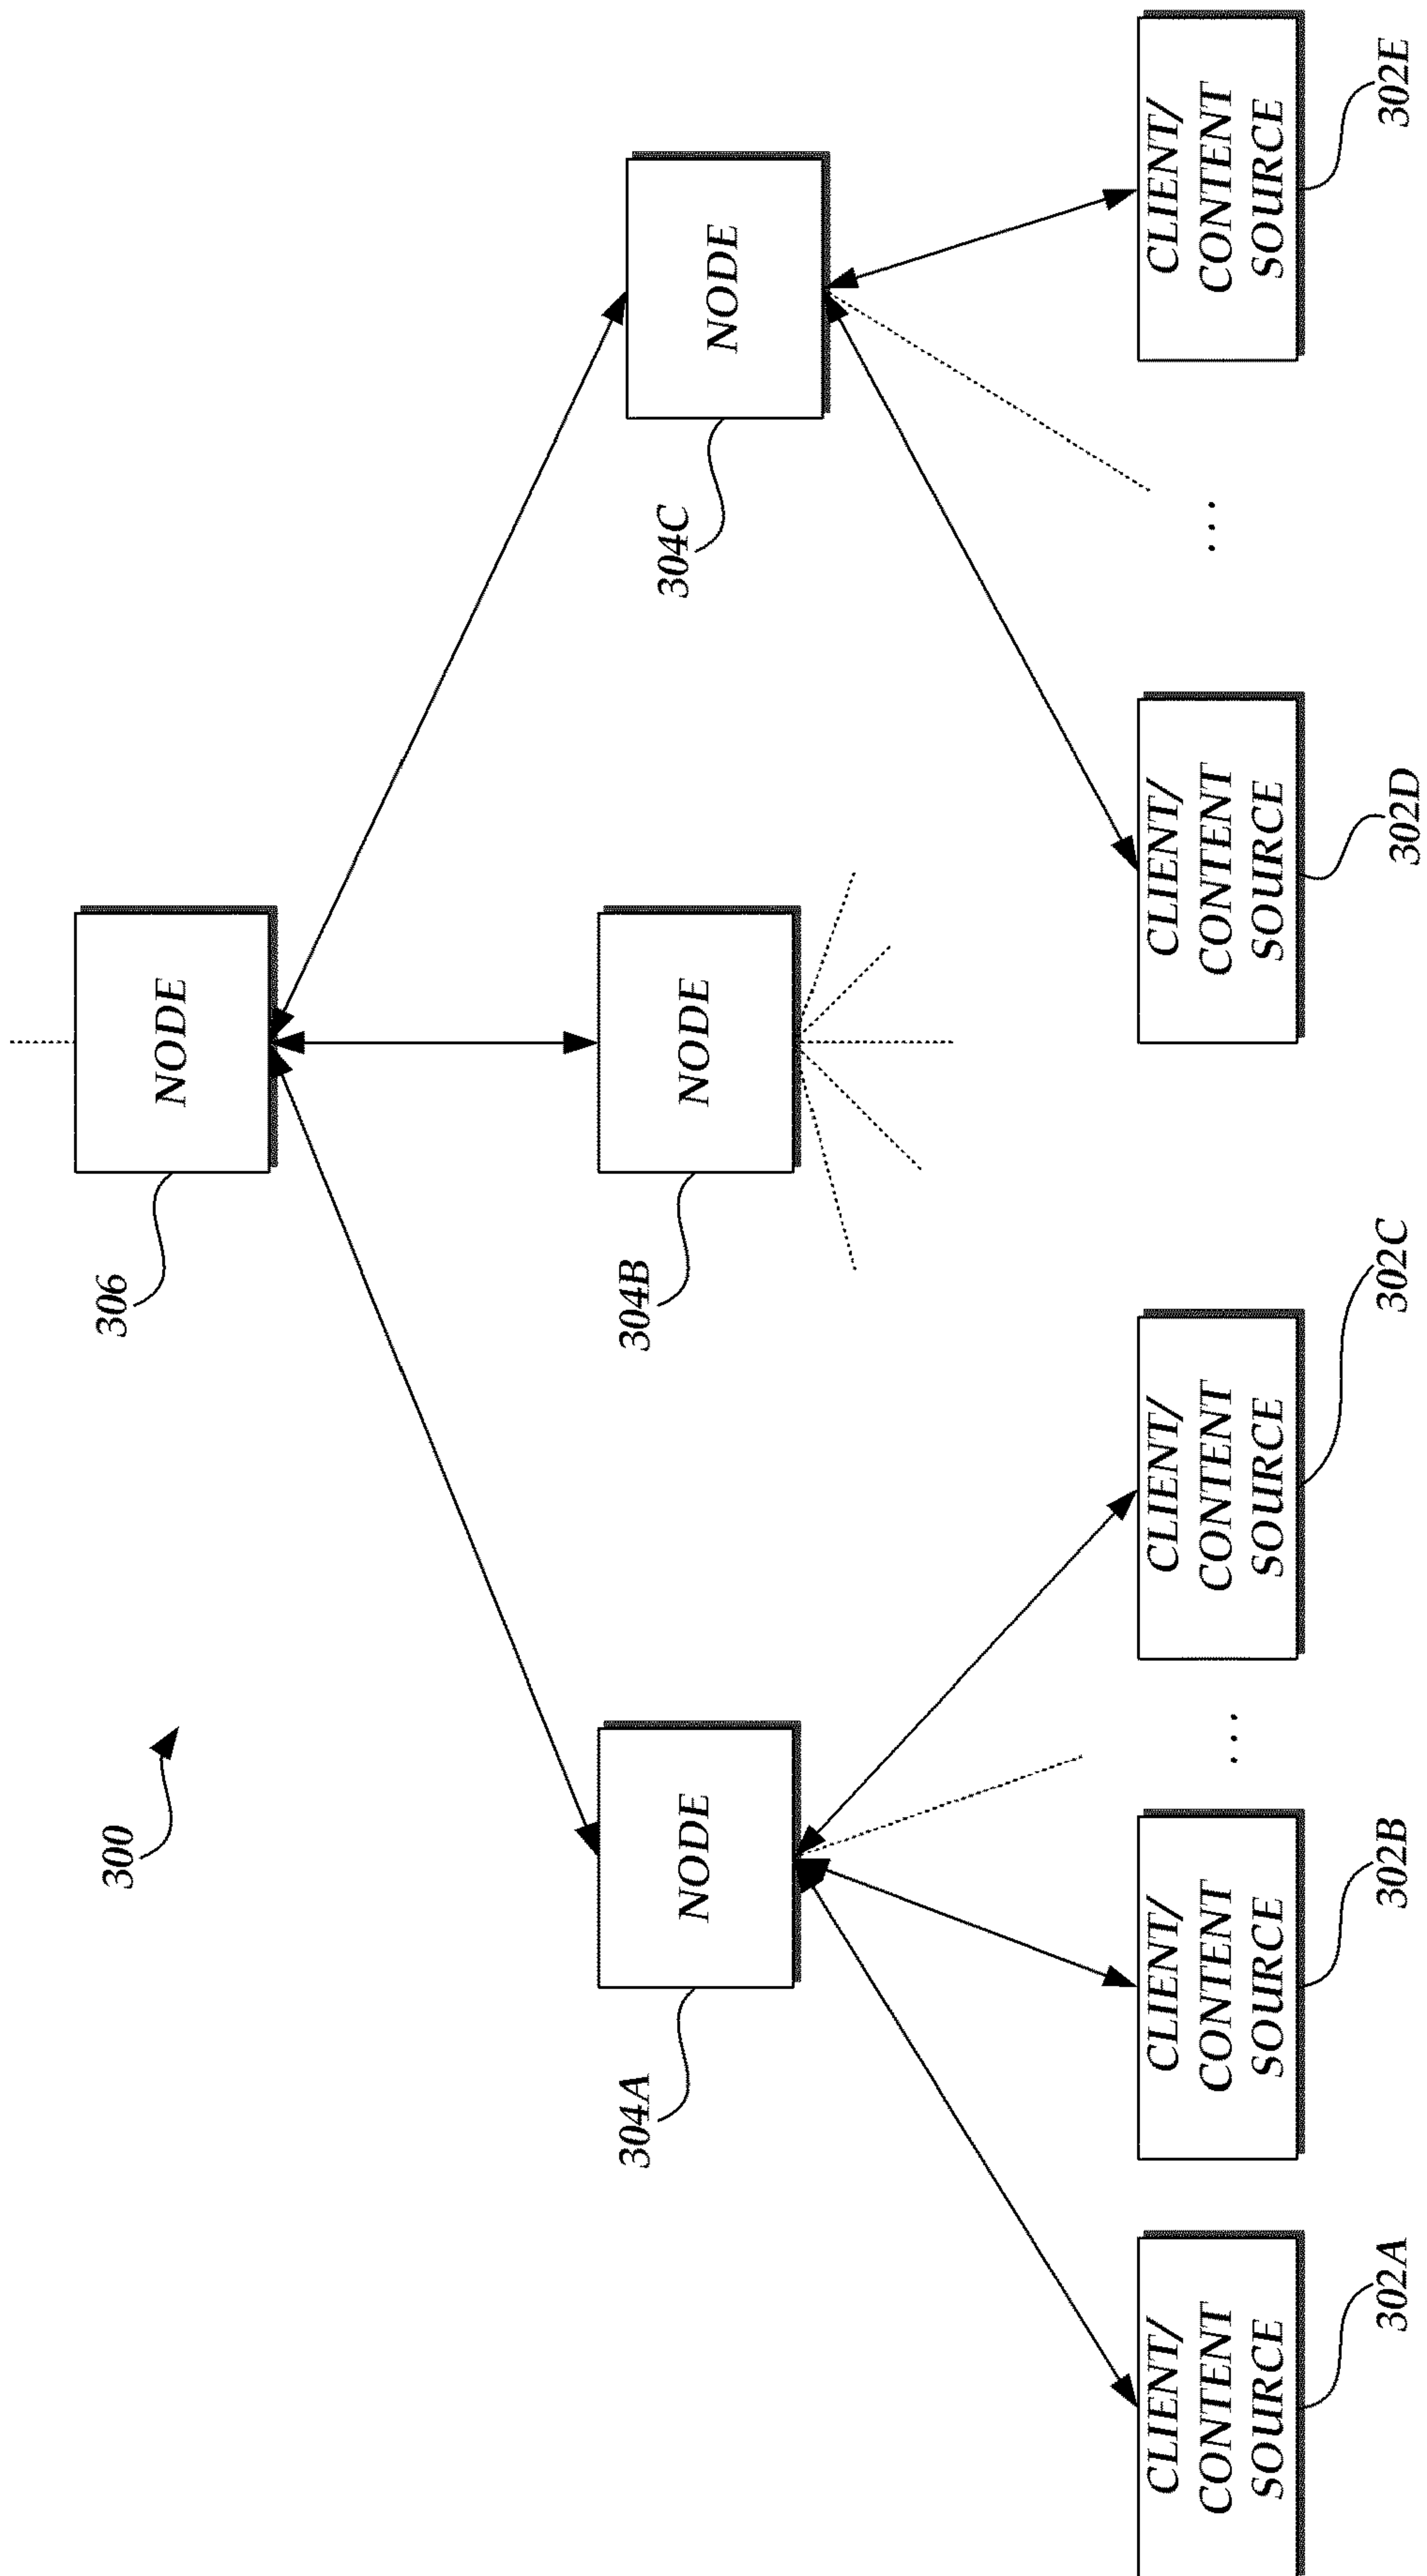 300
306
NODE
304A
NODE
304B
NODE
304C
NODE
CLIENT/
CONTENT
SOURCE
302A
CLIENT/
CONTENT
SOURCE
302B
...
CLIENT/
CONTENT
SOURCE
302C
CLIENT/
CONTENT
SOURCE
302D
...
CLIENT/
CONTENT
SOURCE
302E